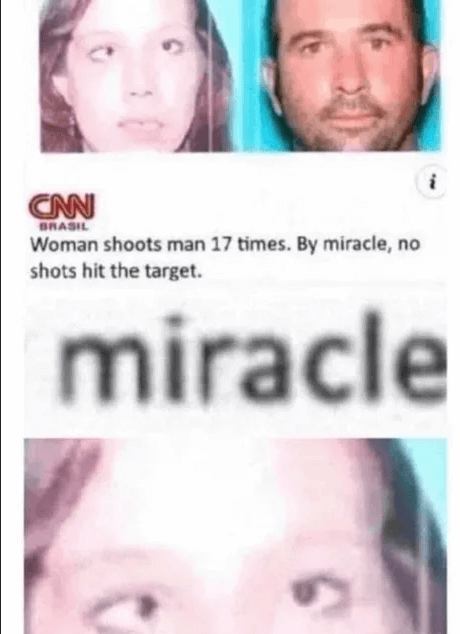 i
CNN
BRASIL
Woman shoots man 17 times. By miracle, no
shots hit the target.
miracle